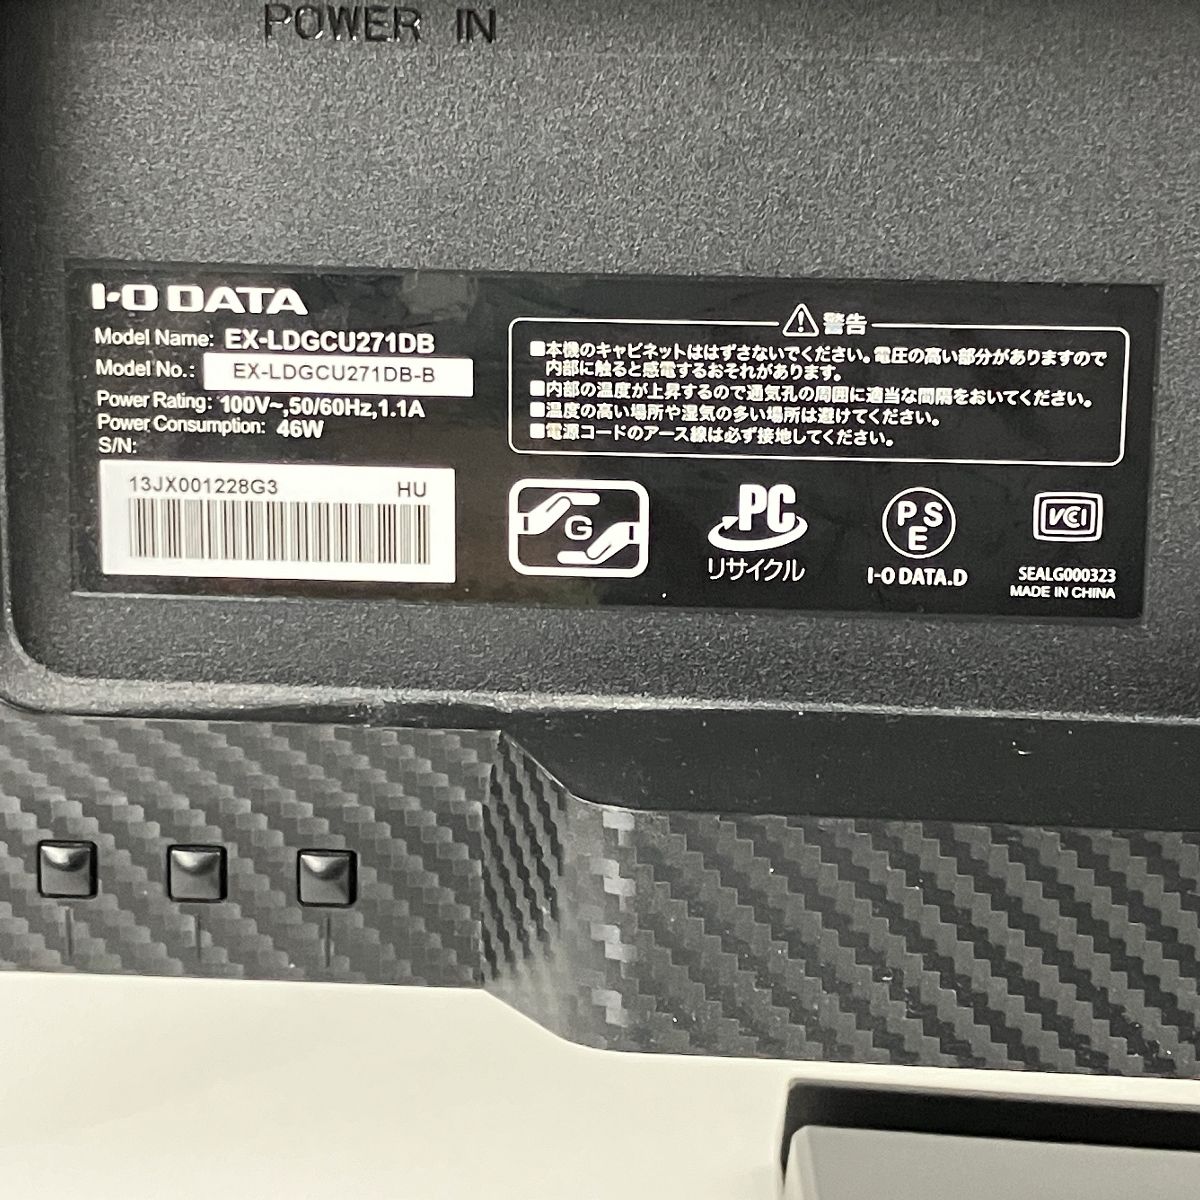 POWER IN
I-O DATA
Model Name: EX-LDGCU271DB
Model No.: EX-LDGCU271DB-B
Power Rating: 100V~,50/60Hz,1.1A
Power Consumption: 46W
S/N:
13JX001228G3 HU
警告
■本機のキャビネットははずさないでください。電圧の高い部分がありますので
内部に触ると感電するおそれがあります。
■内部の温度が上昇するので通気孔の周囲に適当な間隔をおいてください。
■温度の高い場所や湿気の多い場所は避けてください。
■電源コードのアース線は必ず接地してください。
G
PC
リサイクル
PS
E
I-O DATA.D
VCI
SEALG000323
MADE IN CHINA